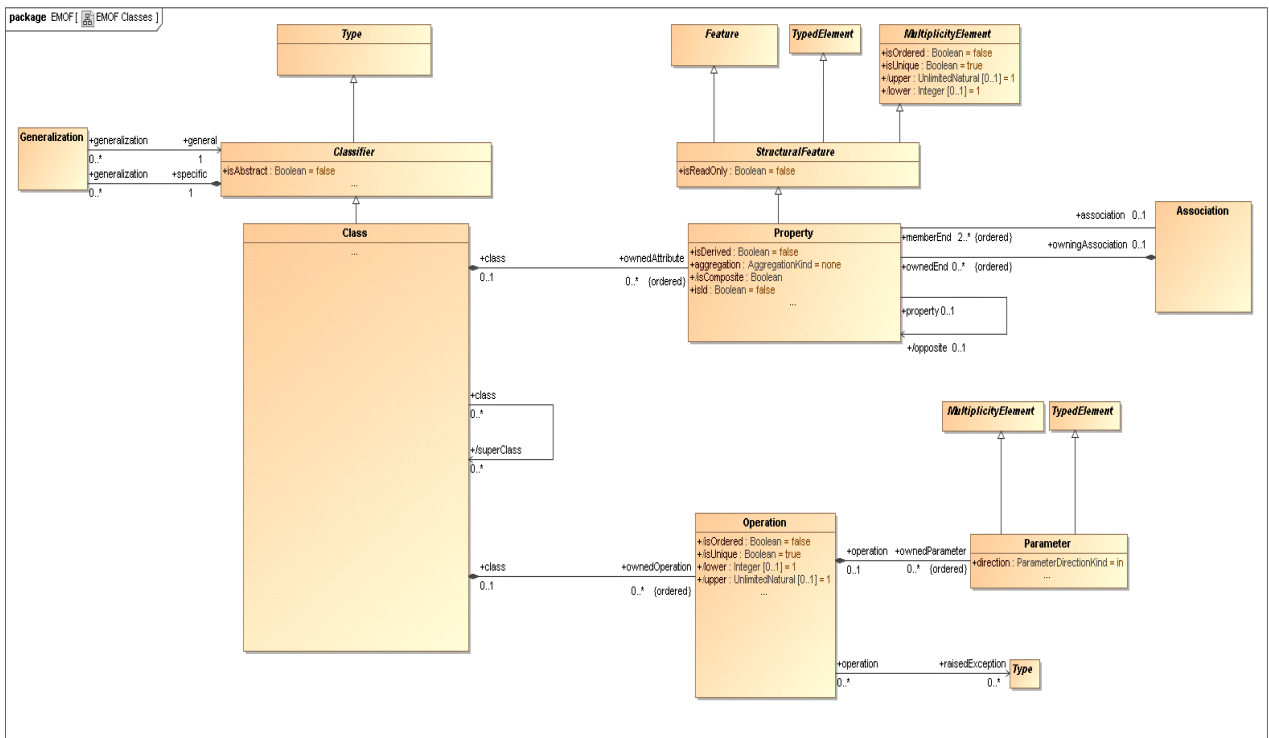 package EMOF [ EMOF Classes ]
Type
Feature
TypedElement
MultiplicityElement
+isOrdered : Boolean = false
+isUnique : Boolean = true
+/upper : UnlimitedNatural [0..1] = 1
+/lower : Integer [0..1] = 1
Generalization
+generalization
+general
0..*
1
+generalization
+specific
0..*
1
Classifier
+isAbstract : Boolean = false
...
StructuralFeature
+isReadOnly : Boolean = false
Class
...
+class
+ownedAttribute
0..1
0..* {ordered}
Property
+isDerived : Boolean = false
+aggregation : AggregationKind = none
+/isComposite : Boolean
+isId : Boolean = false
...
+association 0..1
+memberEnd 2..* {ordered}
+owningAssociation 0..1
+ownedEnd 0..* {ordered}
Association
+property 0..1
+/opposite 0..1
+class
0..*
+/superClass
0..*
MultiplicityElement
TypedElement
Operation
+/isOrdered : Boolean = false
+/isUnique : Boolean = true
+/lower : Integer [0..1] = 1
+/upper : UnlimitedNatural [0..1] = 1
...
+class
+ownedOperation
0..1
0..* {ordered}
+operation +ownedParameter
0..1
0..* {ordered}
Parameter
+direction : ParameterDirectionKind = in
...
+operation
+raisedException
0..*
0..*
Type